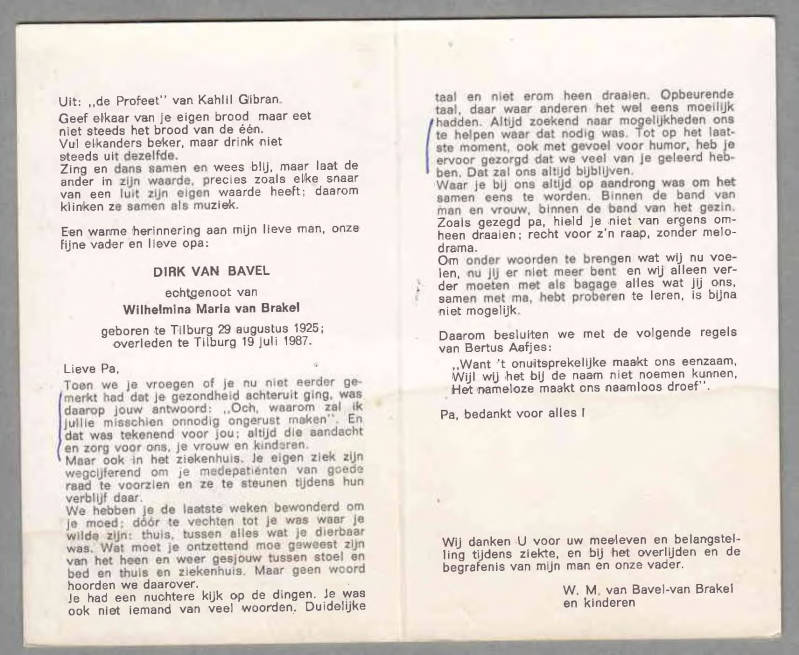 Uit: „de Profeet" van Kahlil Gibran.
Geef elkaar van je eigen brood maar eet
niet steeds het brood van de één.
Vul elkanders beker, maar drink niet
steeds uit dezelfde.
Zing en dans samen en wees blij, maar laat de
ander in zijn waarde, precies zoals elke snaar
van een luit zijn eigen waarde heeft; daarom
klinken ze samen als muziek.
Een warme herinnering aan mijn lieve man, onze
fijne vader en lieve opa:
DIRK VAN BAVEL
echtgenoot van
Wilhelmina Maria van Brakel
geboren te Tilburg 29 augustus 1925;
overleden te Tilburg 19 juli 1987.
Lieve Pa,
Toen we je vroegen of je nu niet eerder ge-
merkt had dat je gezondheid achteruit ging, was
daarop jouw antwoord: „Och, waarom zal ik
jullie misschien onnodig ongerust maken". En
dat was tekenend voor jou; altijd die aandacht
en zorg voor ons, je vrouw en kinderen.
Maar ook in het ziekenhuis. Je eigen ziek zijn
wegcijferend om je medepatiënten van goede
raad te voorzien en ze te steunen tijdens hun
verblijf daar.
We hebben je de laatste weken bewonderd om
je moed; dóór te vechten tot je was waar je
wilde zijn: thuis, tussen alles wat je dierbaar
was. Wat moet je ontzettend moe geweest zijn
van het heen en weer gesjouw tussen stoel en
bed en thuis en ziekenhuis. Maar geen woord
hoorden we daarover.
Je had een nuchtere kijk op de dingen. Je was
ook niet iemand van veel woorden. Duidelijke
taal en niet erom heen draaien. Opbeurende
taal, daar waar anderen het wel eens moeilijk
hadden. Altijd zoekend naar mogelijkheden ons
te helpen waar dat nodig was. Tot op het laat-
ste moment, ook met gevoel voor humor, heb je
ervoor gezorgd dat we veel van je geleerd heb-
ben. Dat zal ons altijd bijblijven.
Waar je bij ons altijd op aandrong was om het
samen eens te worden. Binnen de band van
man en vrouw, binnen de band van het gezin.
Zoals gezegd pa, hield je niet van ergens om-
heen draaien; recht voor z'n raap, zonder melo-
drama.
Om onder woorden te brengen wat wij nu voe-
len, nu jij er niet meer bent en wij alleen ver-
der moeten met als bagage alles wat jij ons,
samen met ma, hebt proberen te leren, is bijna
niet mogelijk.
Daarom besluiten we met de volgende regels
van Bertus Aafjes:
„Want 't onuitsprekelijke maakt ons eenzaam,
Wijl wij het bij de naam niet noemen kunnen,
Het nameloze maakt ons naamloos droef".
Pa, bedankt voor alles !
Wij danken U voor uw meeleven en belangstel-
ling tijdens ziekte, en bij het overlijden en de
begrafenis van mijn man en onze vader.
W. M. van Bavel-van Brakel
en kinderen